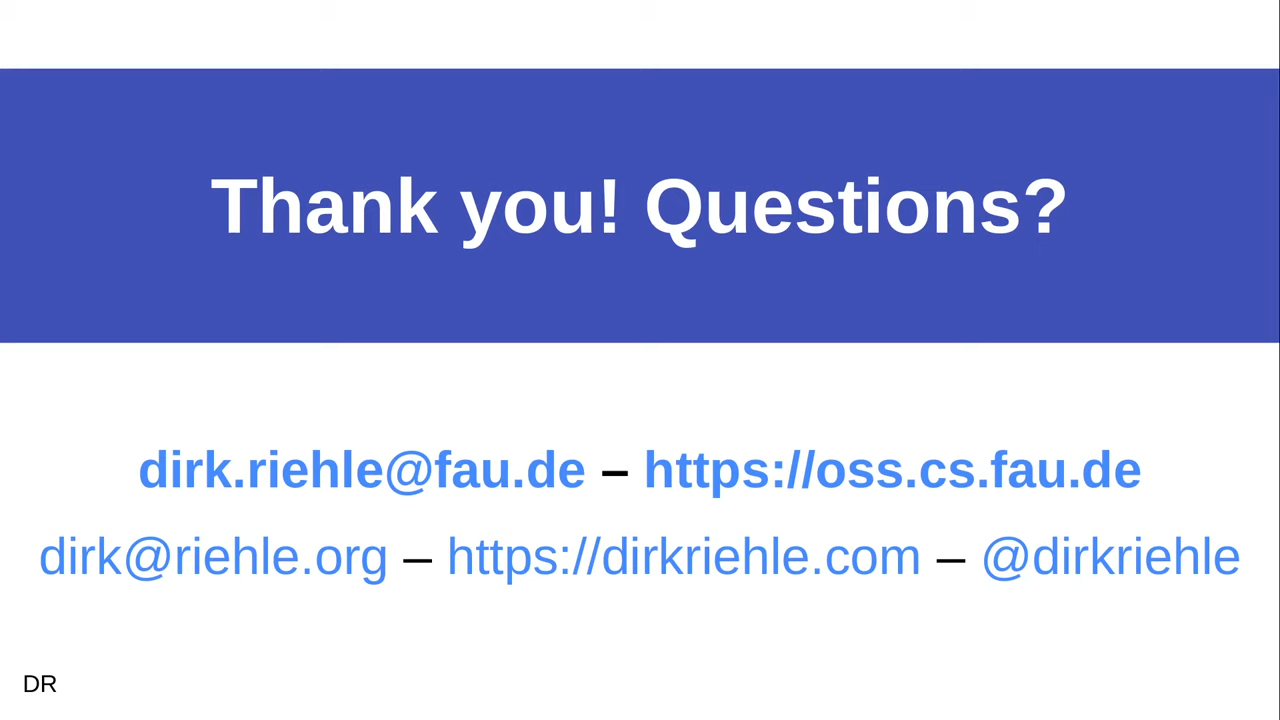 Thank you! Questions?
dirk.riehle@fau.de – https://oss.cs.fau.de
dirk@riehle.org – https://dirkriehle.com – @dirkriehle
DR